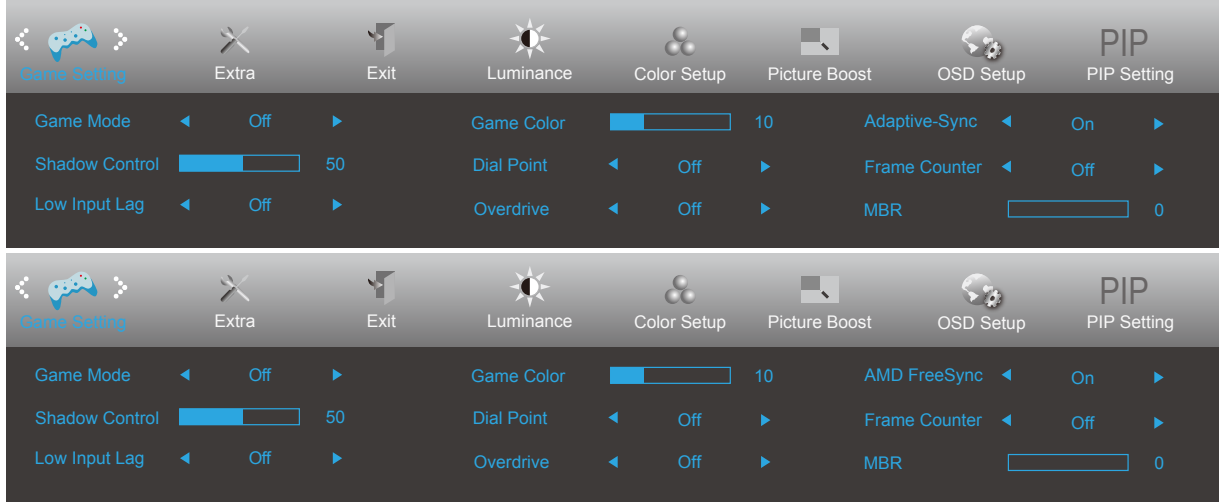 PIP
Game Setting Extra Exit Luminance Color Setup Picture Boost OSD Setup PIP Setting
Game Mode Off Game Color 10 Adaptive-Sync On
Shadow Control 50 Dial Point Off Frame Counter Off
Low Input Lag Off Overdrive Off MBR 0
PIP
Game Setting Extra Exit Luminance Color Setup Picture Boost OSD Setup PIP Setting
Game Mode Off Game Color 10 AMD FreeSync On
Shadow Control 50 Dial Point Off Frame Counter Off
Low Input Lag Off Overdrive Off MBR 0